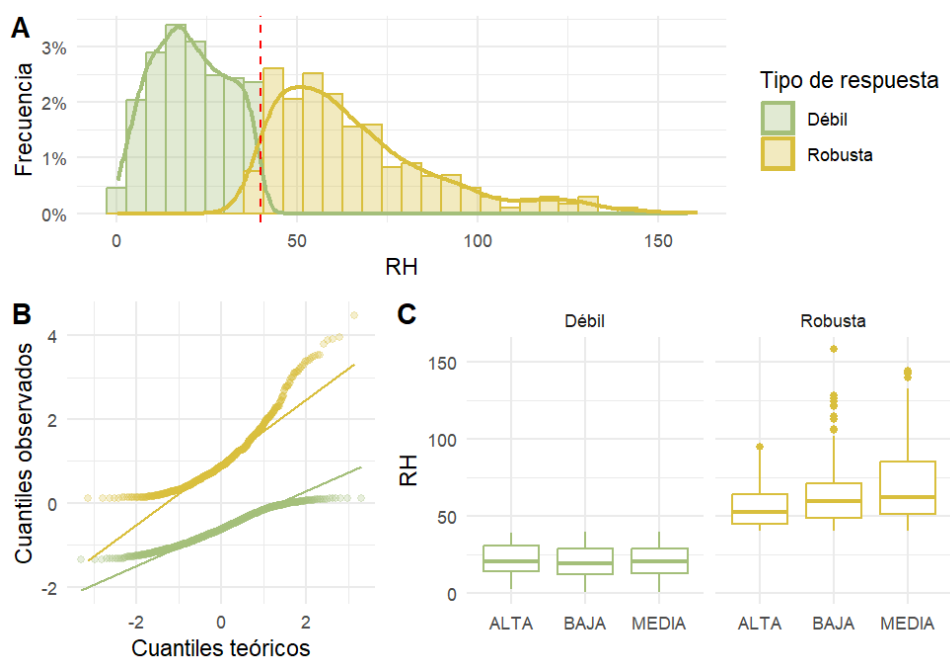 A
3%
2%
1%
0%
Frecuencia
0
50
100
150
RH
Tipo de respuesta
Débil
Robusta
B
4
2
0
-2
Cuantiles observados
-2
0
2
Cuantiles teóricos
C
Débil
Robusta
150
100
50
0
RH
ALTA
BAJA
MEDIA
ALTA
BAJA
MEDIA